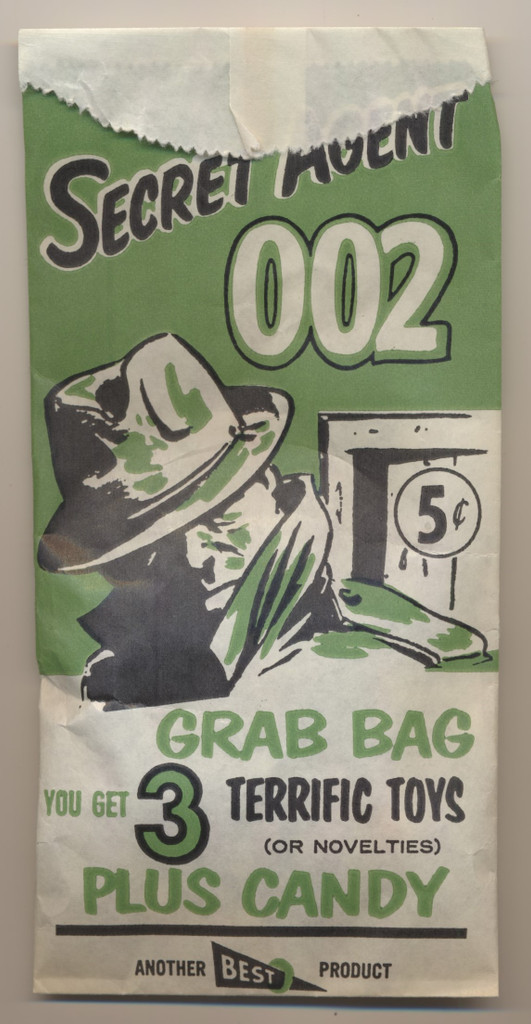 SECRET AGENT
002
5¢
GRAB BAG
YOU GET 3 TERRIFIC TOYS
(OR NOVELTIES)
PLUS CANDY
ANOTHER BEST PRODUCT